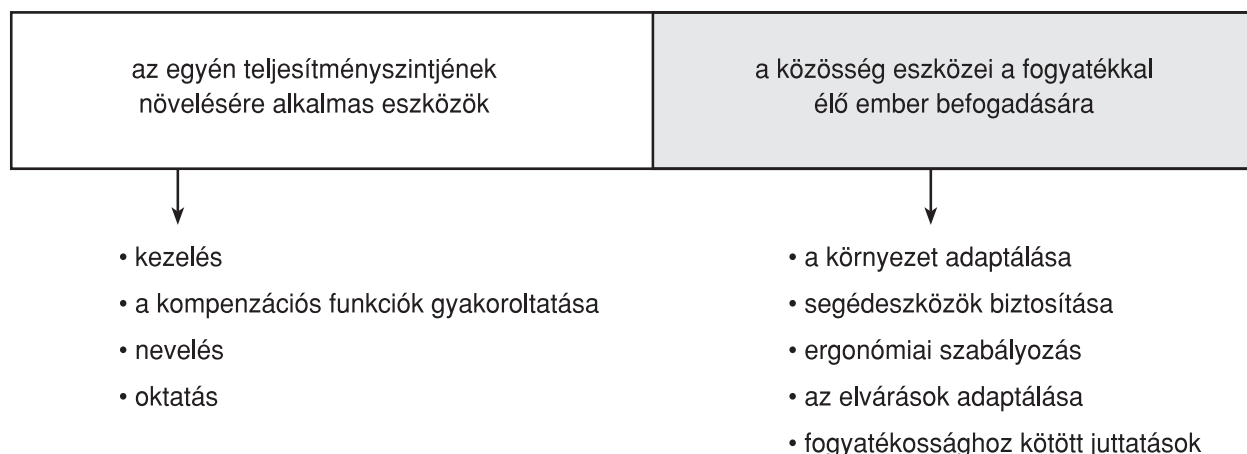 az egyén teljesítményszintjének
növelésére alkalmas eszközök
a közösség eszközei a fogyatékkal
élő ember befogadására
• kezelés
• a kompenzációs funkciók gyakoroltatása
• nevelés
• oktatás
• a környezet adaptálása
• segédeszközök biztosítása
• ergonómiai szabályozás
• az elvárások adaptálása
• fogyatékossághoz kötött juttatások